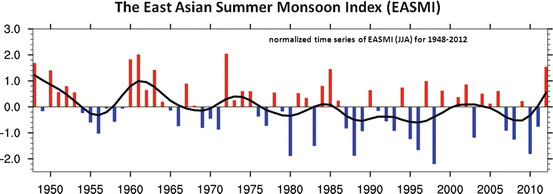 The East Asian Summer Monsoon Index (EASMI)
normalized time series of EASMI (JJA) for 1948-2012
3.0
2.0
1.0
0.0
-1.0
-2.0
1950 1955 1960 1965 1970 1975 1980 1985 1990 1995 2000 2005 2010